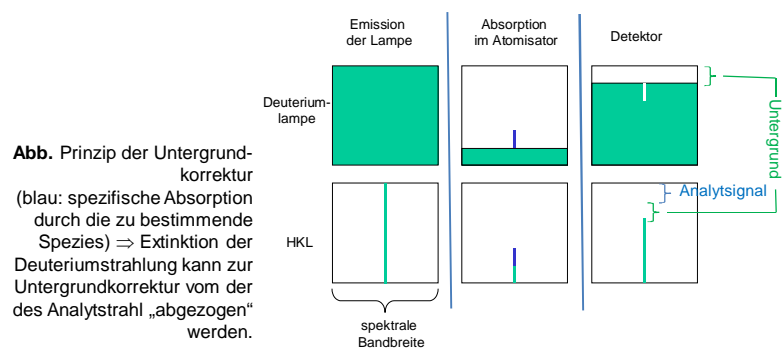 Emission
der Lampe
Absorption
im Atomisator
Detektor
Deuterium-
lampe
Untergrund
Abb. Prinzip der Untergrund-
korrektur
(blau: spezifische Absorption
durch die zu bestimmende
Spezies) ⇒ Extinktion der
Deuteriumstrahlung kann zur
Untergrundkorrektur vom der
des Analytstrahl „abgezogen“
werden.
Analytsignal
HKL
spektrale
Bandbreite